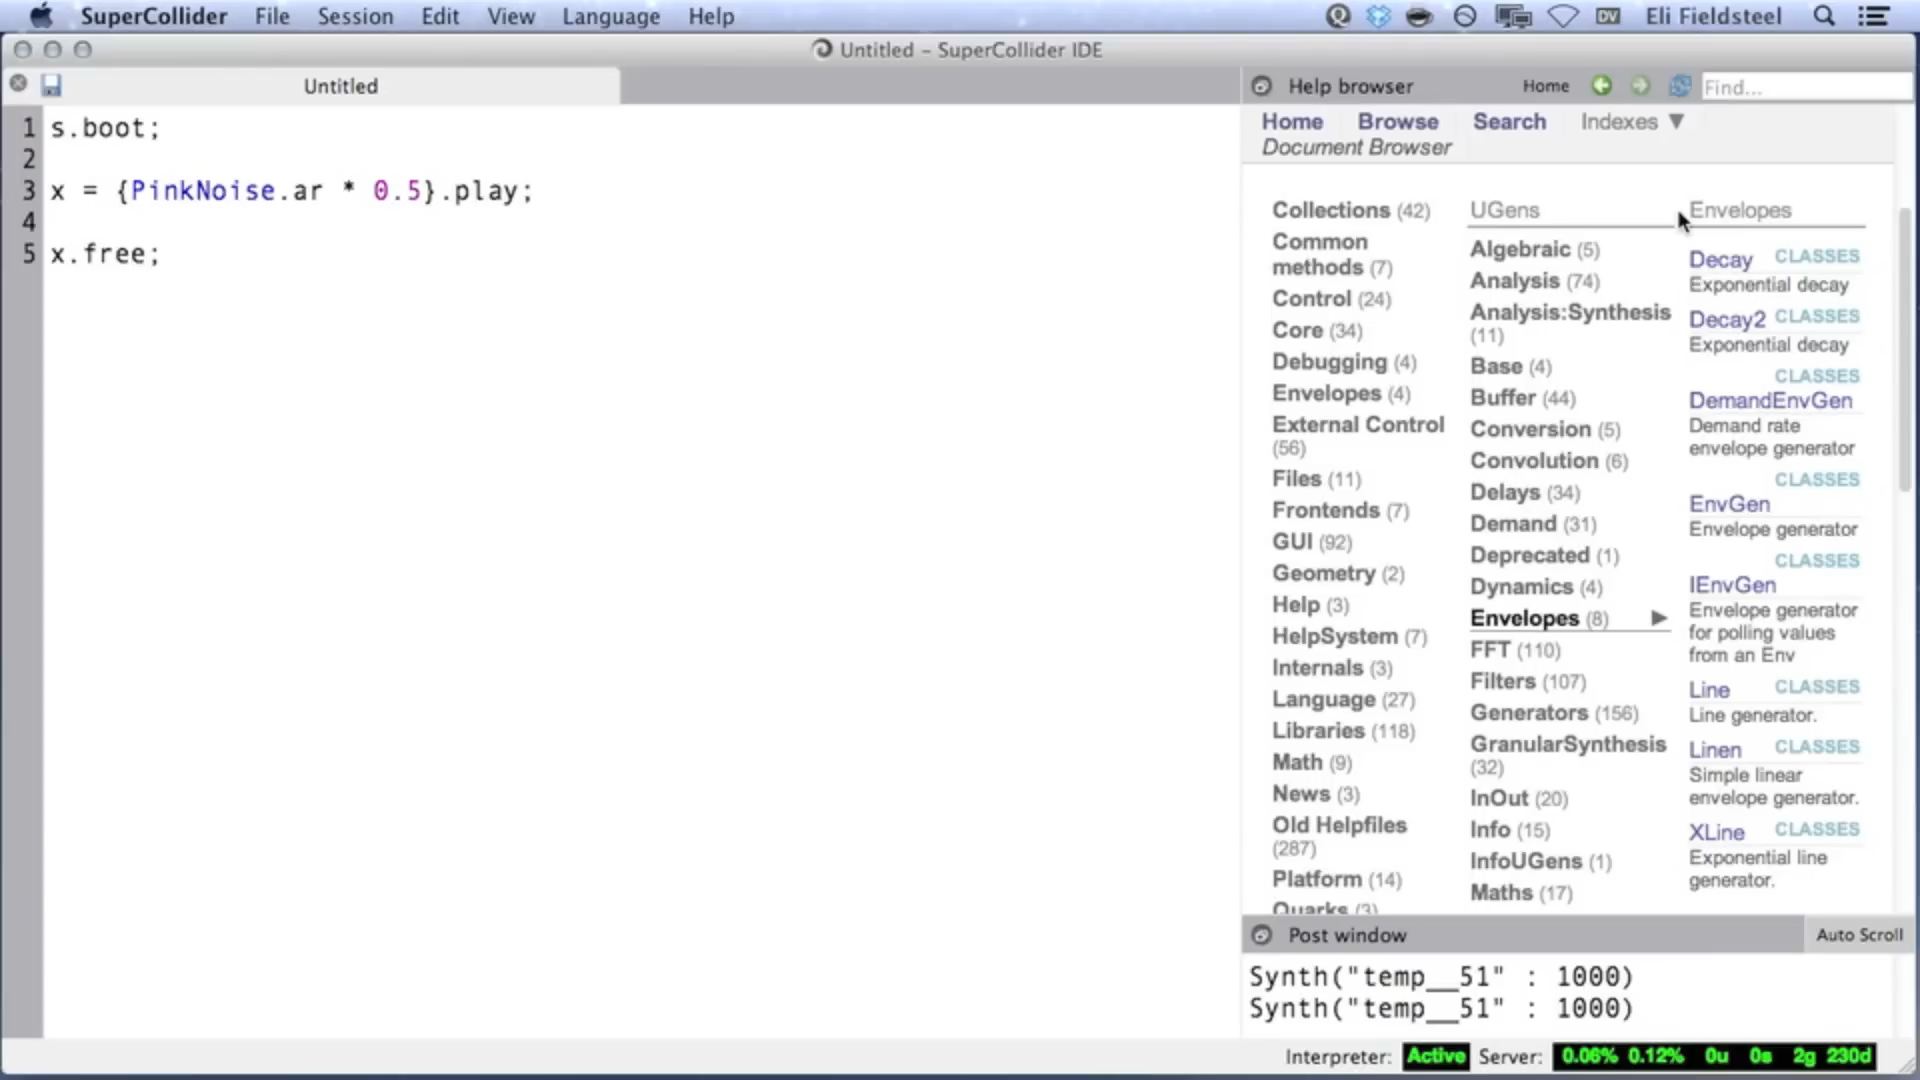 SuperCollider File Session Edit View Language Help DV Eli Fieldsteel
Untitled – SuperCollider IDE
Untitled
1 s.boot;
2
3 x = {PinkNoise.ar * 0.5}.play;
4
5 x.free;
Help browser Home Find...
Home Browse Search Indexes ▼
Document Browser
Collections (42)
Common
methods (7)
Control (24)
Core (34)
Debugging (4)
Envelopes (4)
External Control
(56)
Files (11)
Frontends (7)
GUI (92)
Geometry (2)
Help (3)
HelpSystem (7)
Internals (3)
Language (27)
Libraries (118)
Math (9)
News (3)
Old Helpfiles
(287)
Platform (14)
Quarks (3)
UGens
Algebraic (5)
Analysis (74)
Analysis:Synthesis
(11)
Base (4)
Buffer (44)
Conversion (5)
Convolution (6)
Delays (34)
Demand (31)
Deprecated (1)
Dynamics (4)
Envelopes (8) ▶
FFT (110)
Filters (107)
Generators (156)
GranularSynthesis
(32)
InOut (20)
Info (15)
InfoUGens (1)
Maths (17)
Envelopes
Decay CLASSES
Exponential decay
Decay2 CLASSES
Exponential decay
CLASSES
DemandEnvGen
Demand rate
envelope generator
CLASSES
EnvGen
Envelope generator
CLASSES
IEnvGen
Envelope generator
for polling values
from an Env
Line CLASSES
Line generator.
Linen CLASSES
Simple linear
envelope generator.
XLine CLASSES
Exponential line
generator.
Post window Auto Scroll
Synth("temp__51" : 1000)
Synth("temp__51" : 1000)
Interpreter: Active Server: 0.06% 0.12% 0u 0s 2g 230d